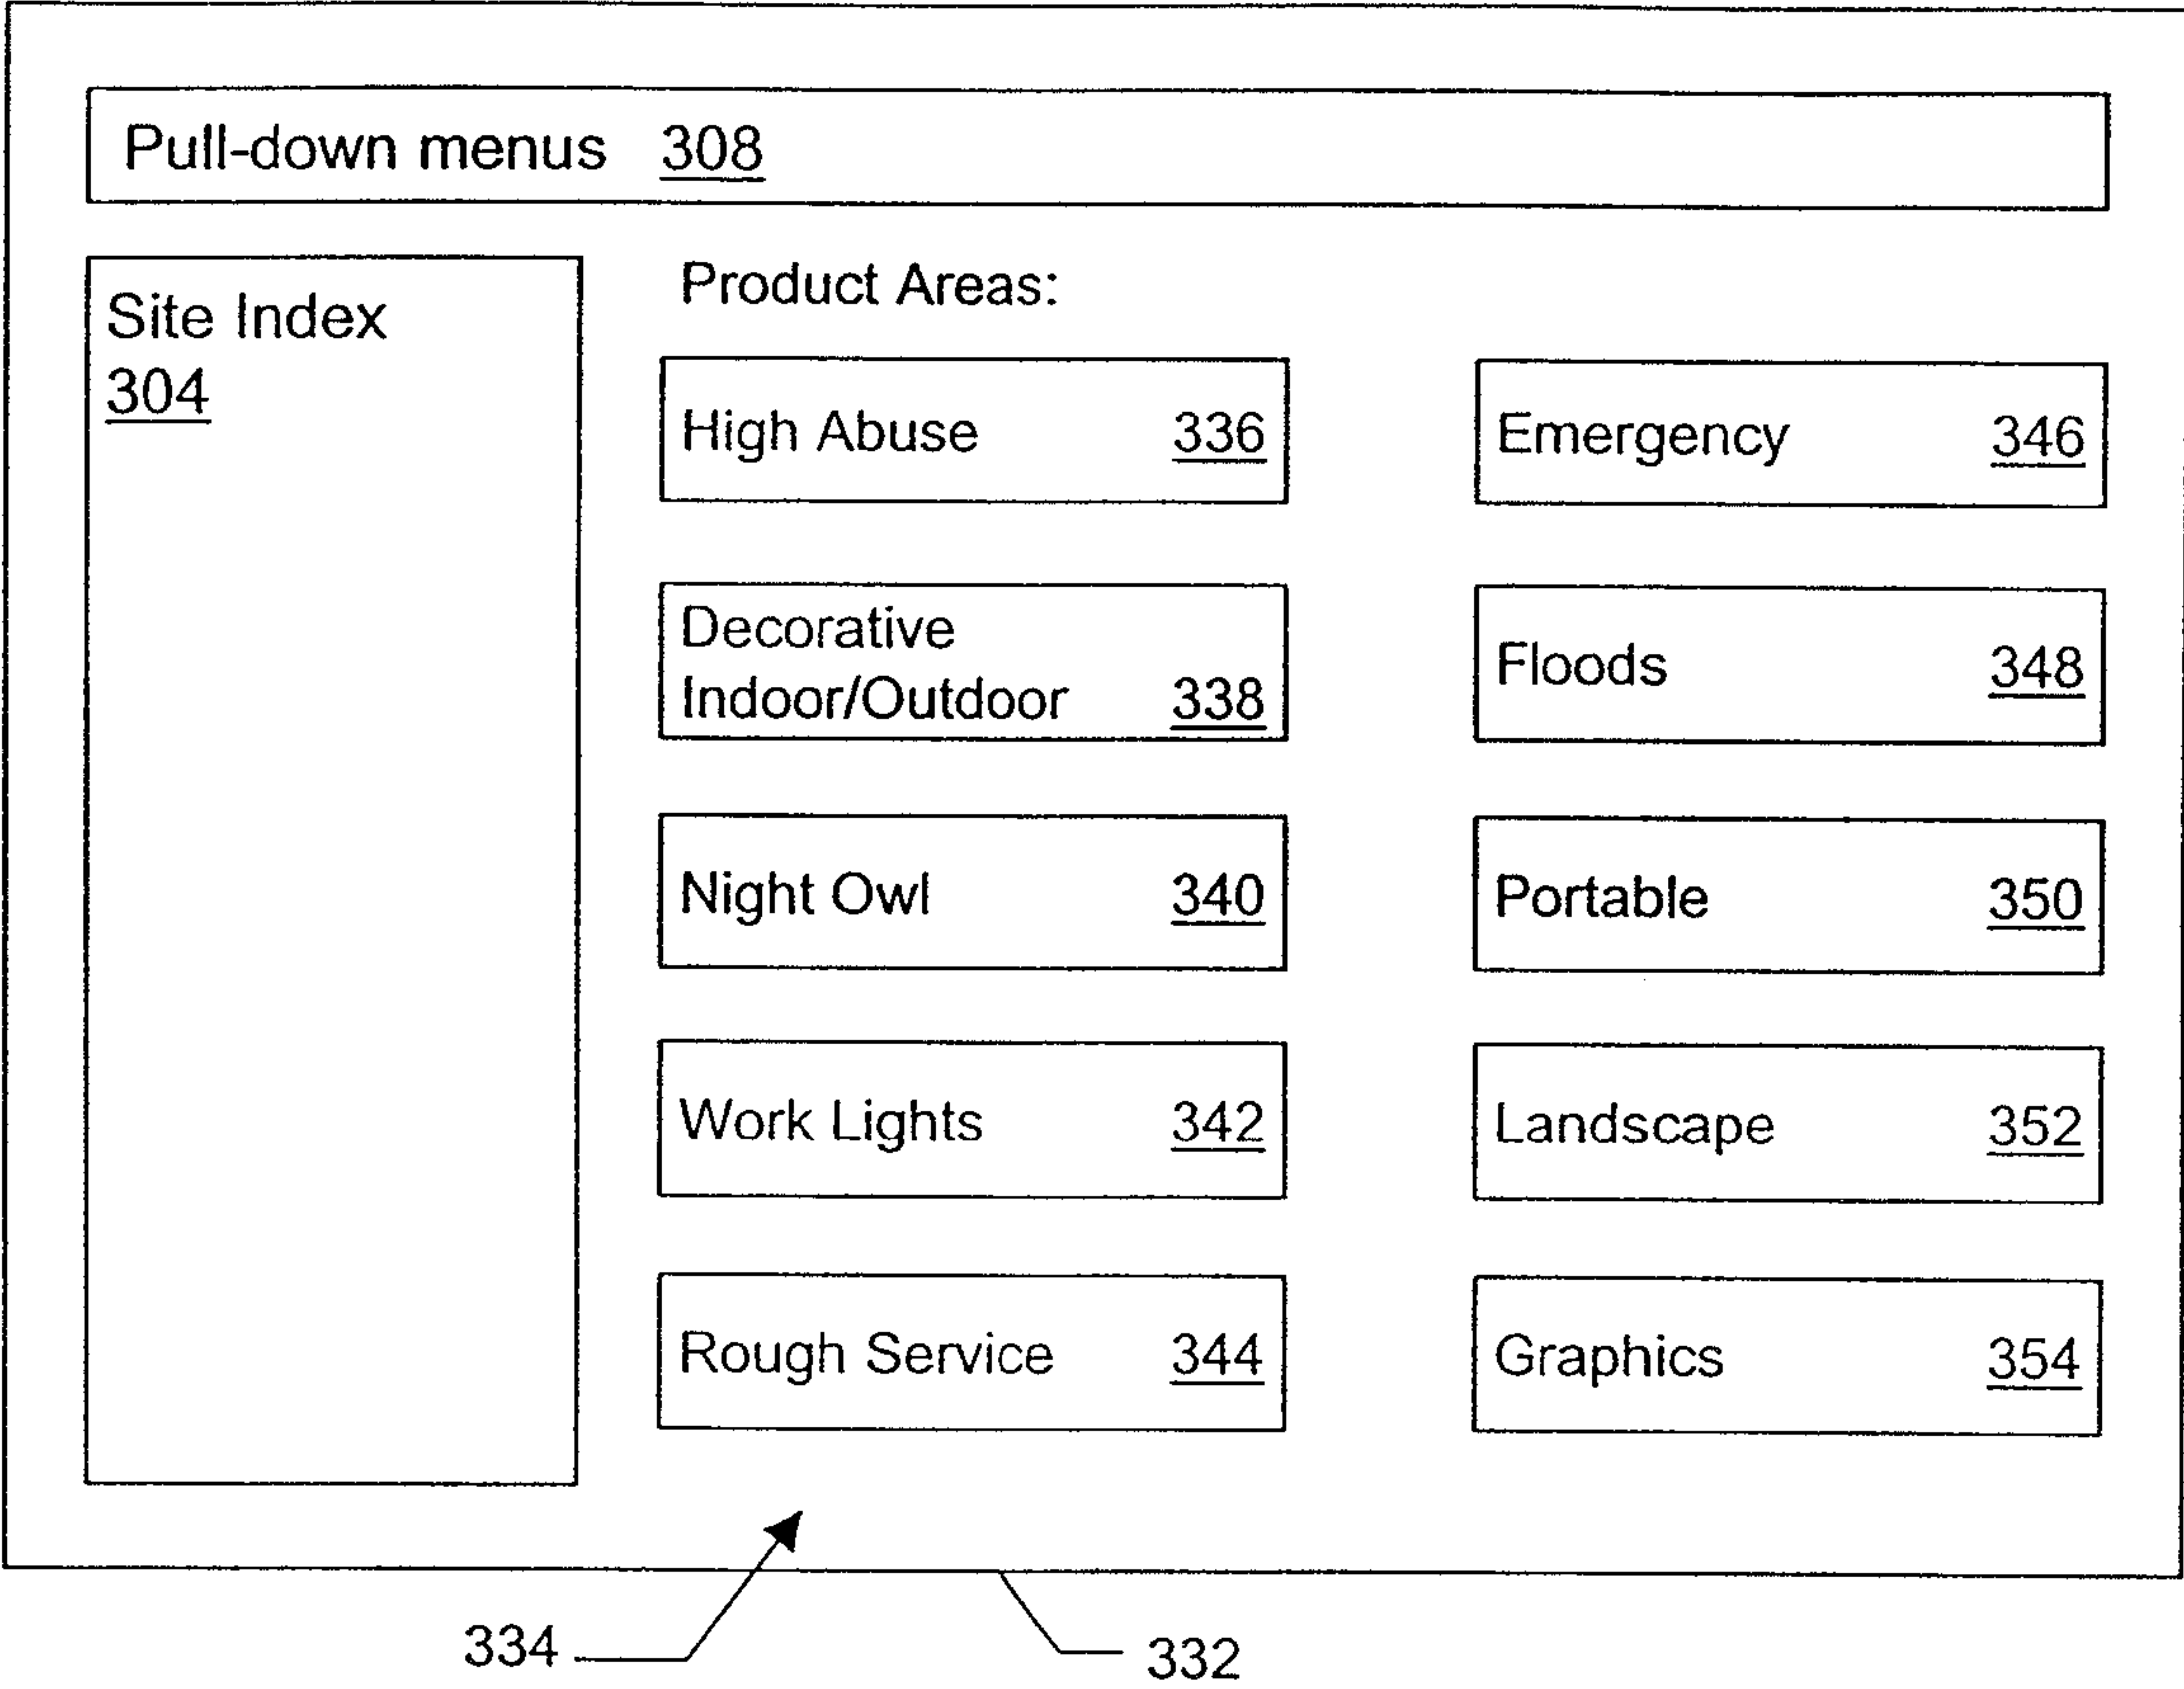 Pull-down menus 308
Site Index
304
Product Areas:
High Abuse 336
Emergency 346
Decorative
Indoor/Outdoor 338
Floods 348
Night Owl 340
Portable 350
Work Lights 342
Landscape 352
Rough Service 344
Graphics 354
334
332